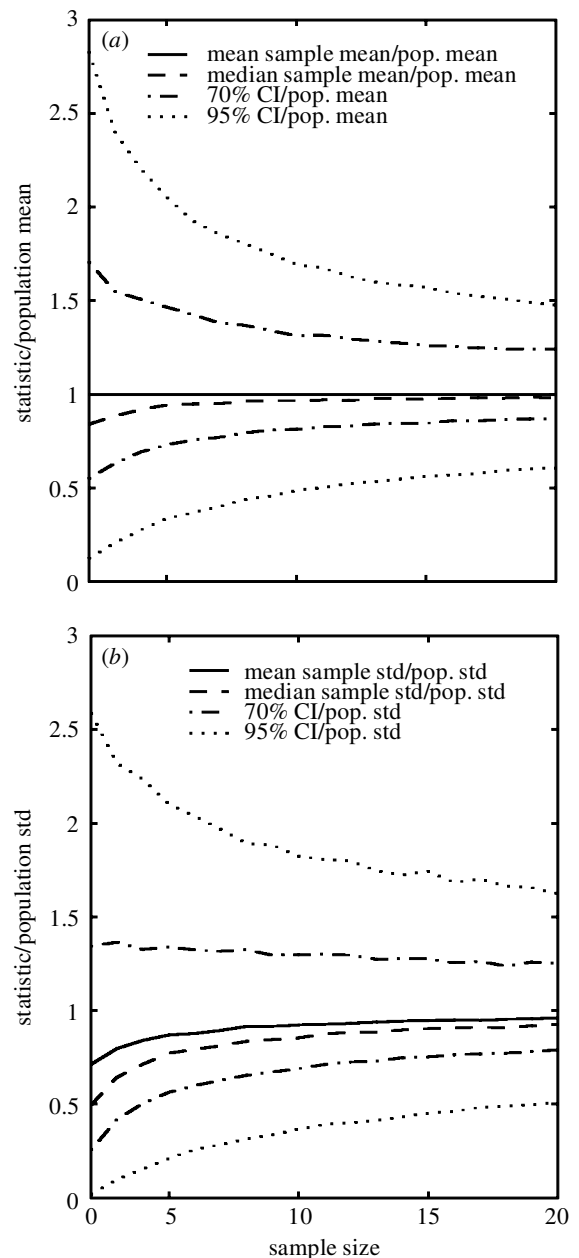 3
(a)
mean sample mean/pop. mean
median sample mean/pop. mean
70% CI/pop. mean
95% CI/pop. mean
2.5
2
1.5
1
0.5
0
statistic/population mean
3
(b)
mean sample std/pop. std
median sample std/pop. std
70% CI/pop. std
95% CI/pop. std
2.5
2
1.5
1
0.5
0
statistic/population std
0 5 10 15 20
sample size